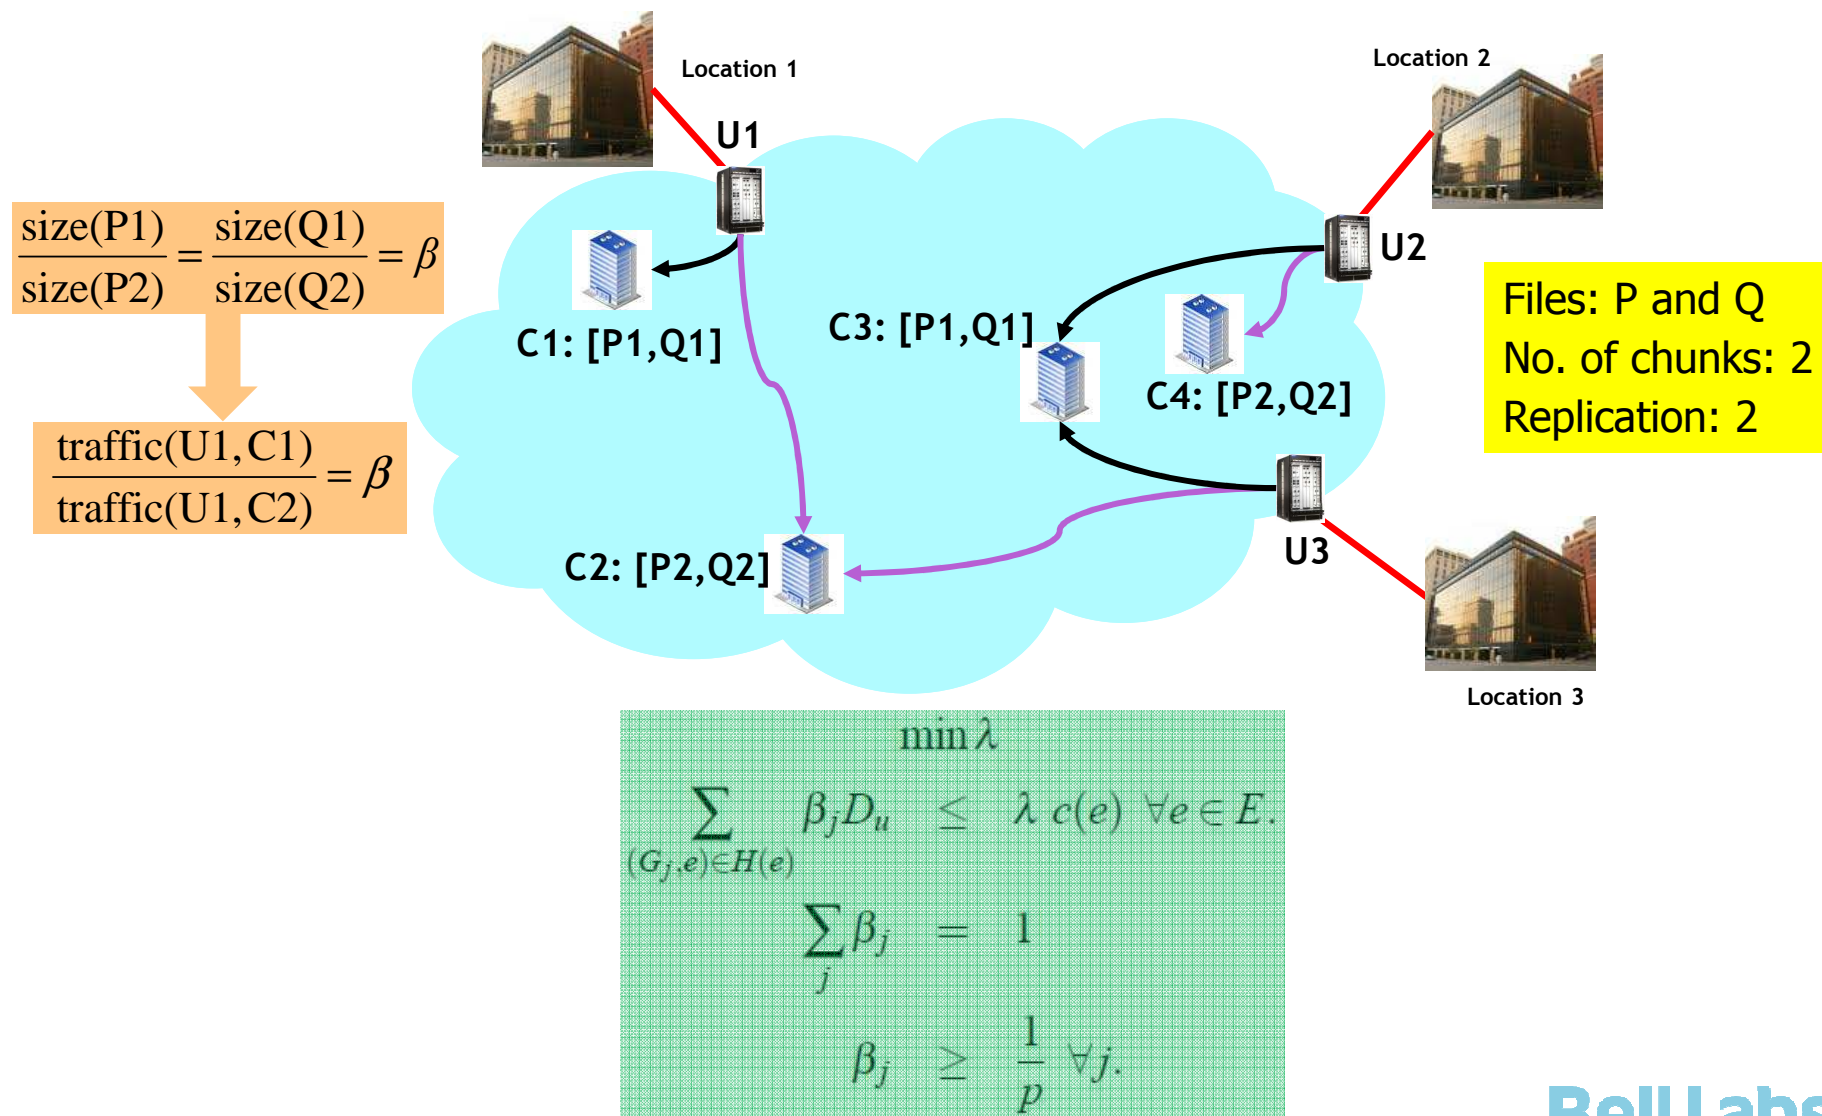 Location 1
Location 2
U1
U2
size(P1)/size(P2) = size(Q1)/size(Q2) = β
C1: [P1,Q1]
C3: [P1,Q1]
C4: [P2,Q2]
Files: P and Q
No. of chunks: 2
Replication: 2
traffic(U1,C1)/traffic(U1,C2) = β
C2: [P2,Q2]
U3
Location 3
min λ
∑_{(G_j,e)∈H(e)} β_j D_u ≤ λ c(e) ∀e ∈ E.
∑_j β_j = 1
β_j ≥ 1/p ∀j.
Bell Labs